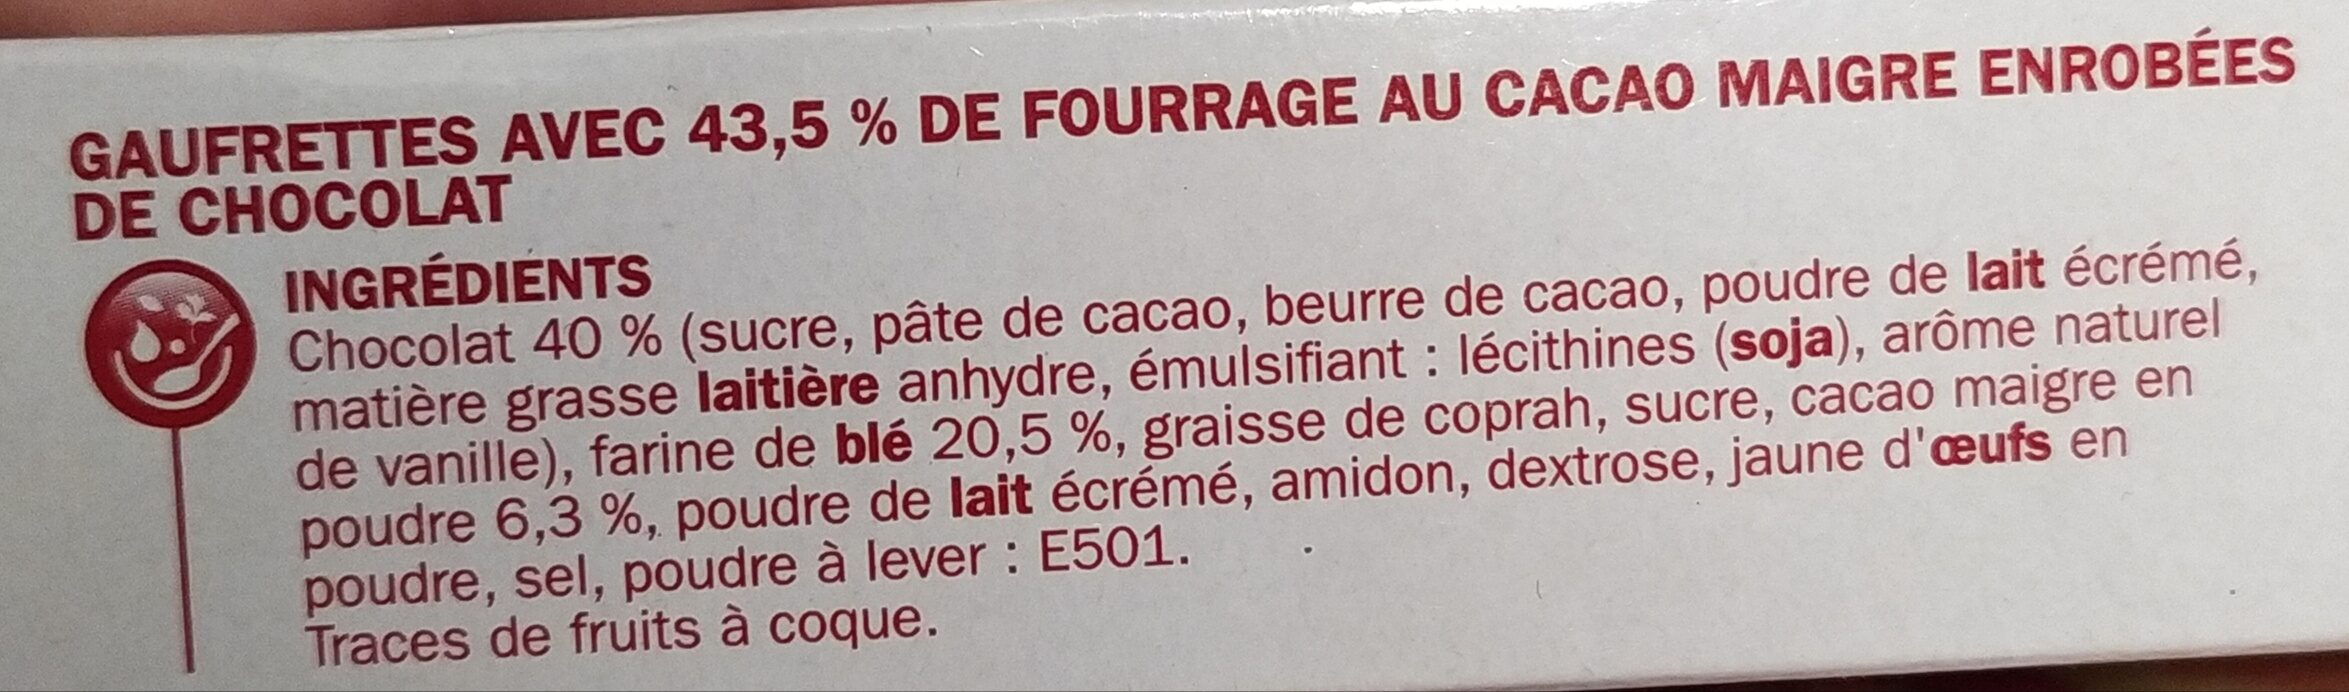 GAUFRETTES AVEC 43,5 % DE FOURRAGE AU CACAO MAIGRE ENROBÉES
DE CHOCOLAT
INGRÉDIENTS
Chocolat 40 % (sucre, pâte de cacao, beurre de cacao, poudre de lait écrémé,
matière grasse laitière anhydre, émulsifiant : lécithines (soja), arôme naturel
de vanille), farine de blé 20,5 %, graisse de coprah, sucre, cacao maigre en
poudre 6,3 %, poudre de lait écrémé, amidon, dextrose, jaune d'œufs en
poudre, sel, poudre à lever : E501.
Traces de fruits à coque.